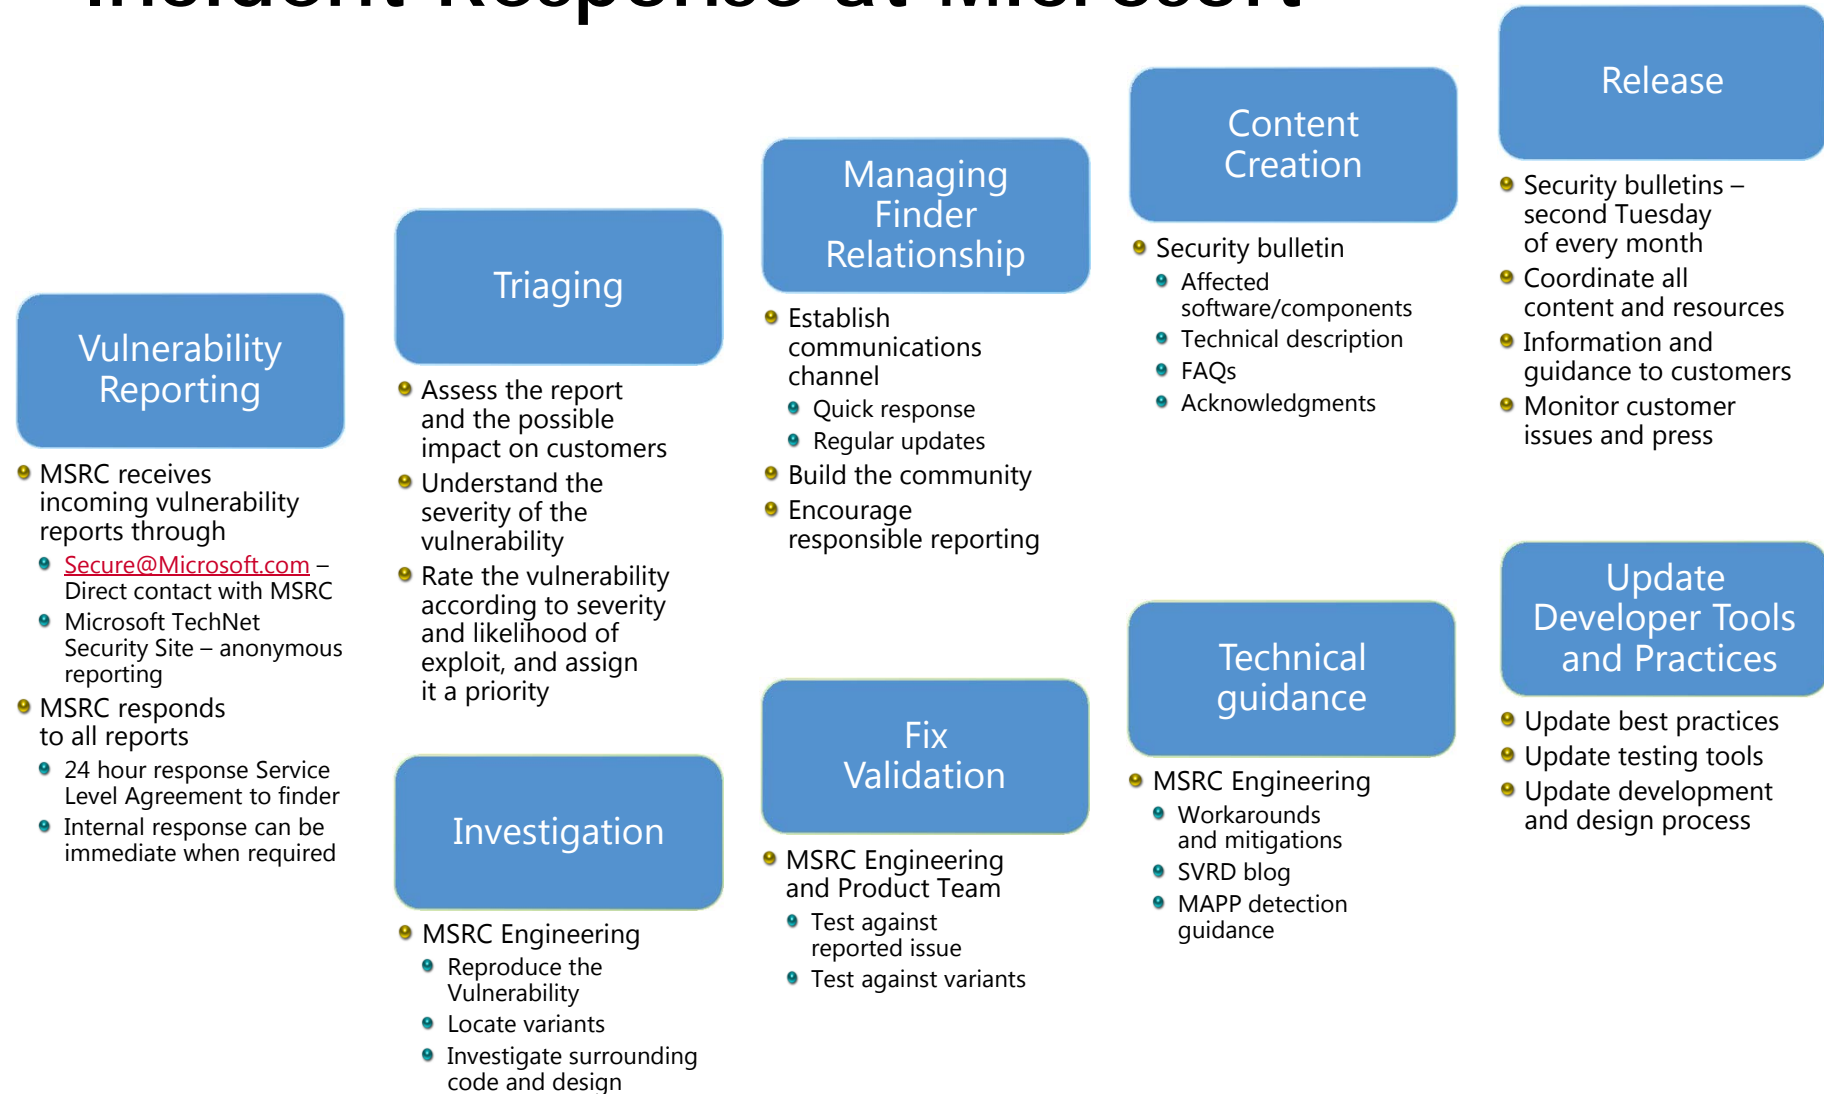 Incident Response at Microsoft
Vulnerability
Reporting
MSRC receives
incoming vulnerability
reports through
Secure@Microsoft.com –
Direct contact with MSRC
Microsoft TechNet
Security Site – anonymous
reporting
MSRC responds
to all reports
24 hour response Service
Level Agreement to finder
Internal response can be
immediate when required
Triaging
Assess the report
and the possible
impact on customers
Understand the
severity of the
vulnerability
Rate the vulnerability
according to severity
and likelihood of
exploit, and assign
it a priority
Investigation
MSRC Engineering
Reproduce the
Vulnerability
Locate variants
Investigate surrounding
code and design
Managing
Finder
Relationship
Establish
communications
channel
Quick response
Regular updates
Build the community
Encourage
responsible reporting
Fix
Validation
MSRC Engineering
and Product Team
Test against
reported issue
Test against variants
Content
Creation
Security bulletin
Affected
software/components
Technical description
FAQs
Acknowledgments
Technical
guidance
MSRC Engineering
Workarounds
and mitigations
SVRD blog
MAPP detection
guidance
Release
Security bulletins –
second Tuesday
of every month
Coordinate all
content and resources
Information and
guidance to customers
Monitor customer
issues and press
Update
Developer Tools
and Practices
Update best practices
Update testing tools
Update development
and design process